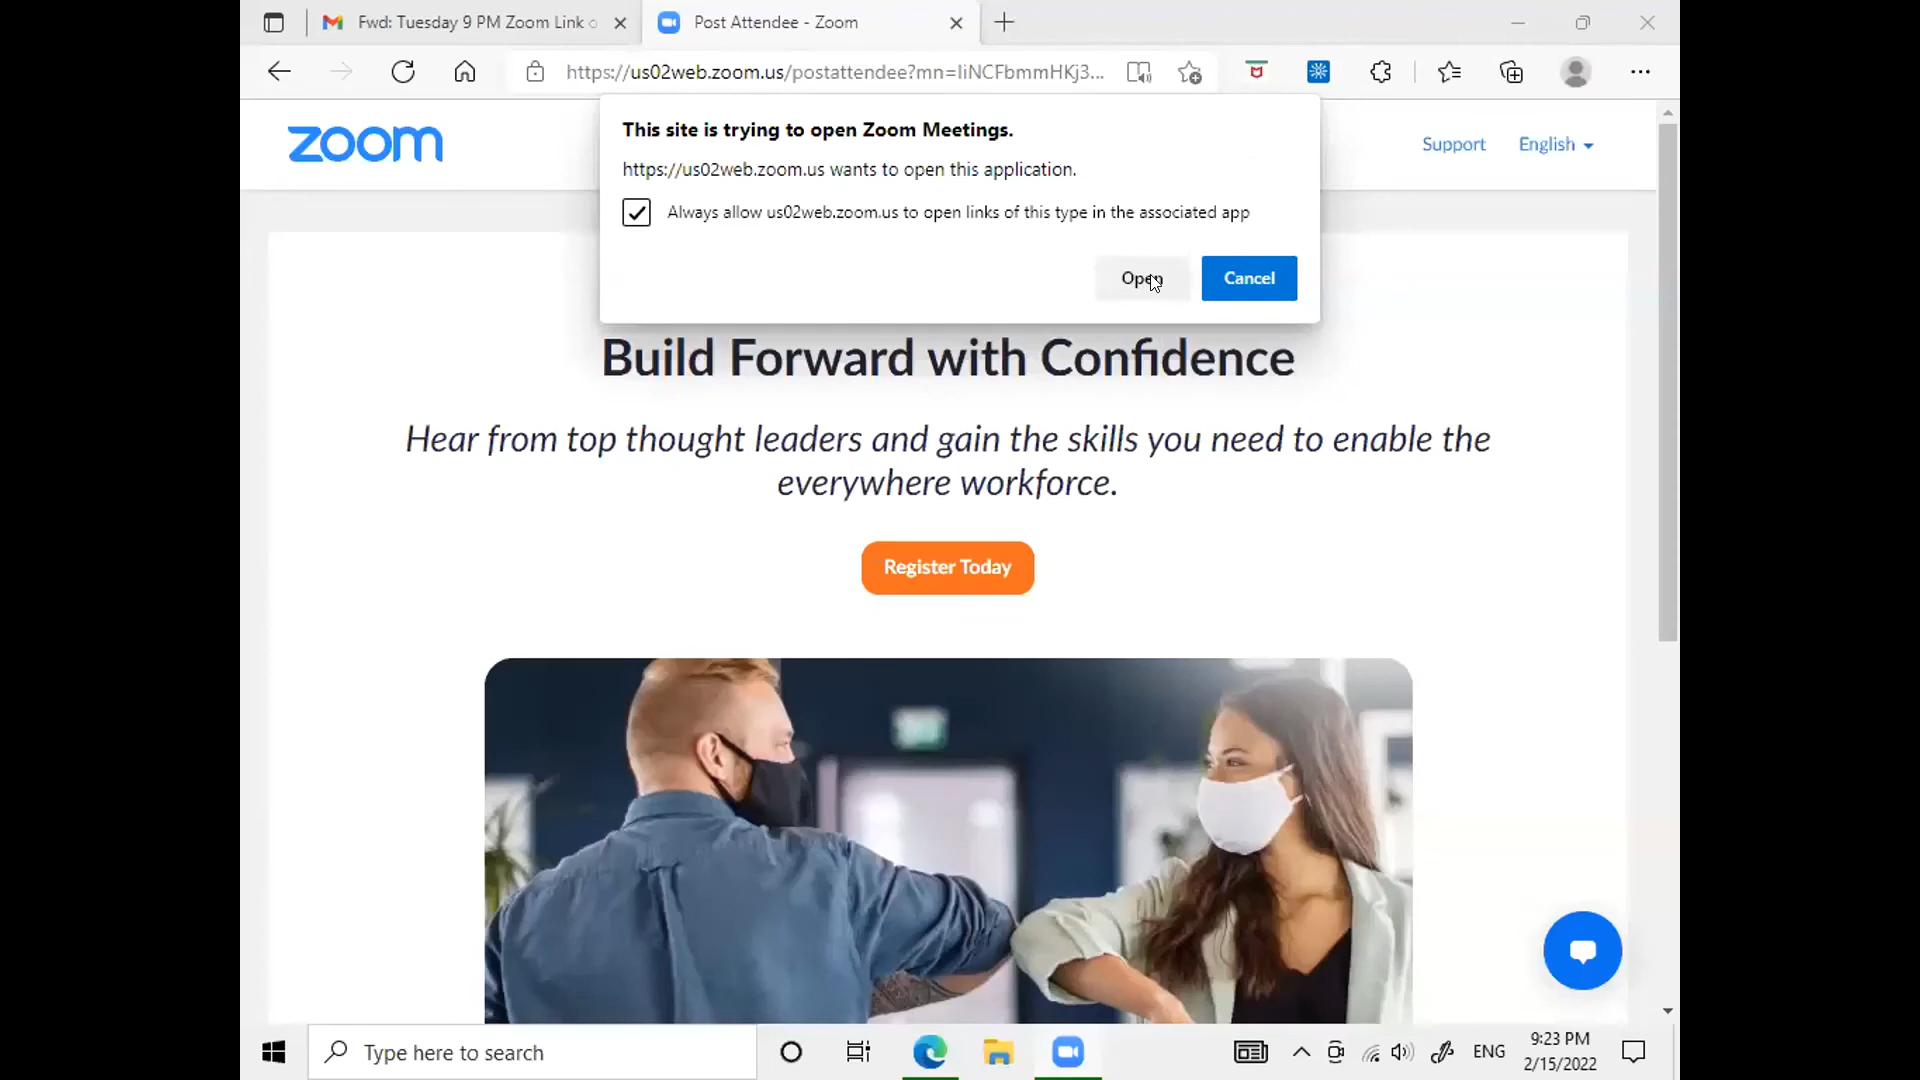 Fwd: Tuesday 9 PM Zoom Link
Post Attendee - Zoom
https://us02web.zoom.us/postattendee?mn=IiNCFbmmHKj3...
zoom
Support
English
This site is trying to open Zoom Meetings.
https://us02web.zoom.us wants to open this application.
Always allow us02web.zoom.us to open links of this type in the associated app
Open
Cancel
Build Forward with Confidence
Hear from top thought leaders and gain the skills you need to enable the
everywhere workforce.
Register Today
Type here to search
ENG
9:23 PM
2/15/2022